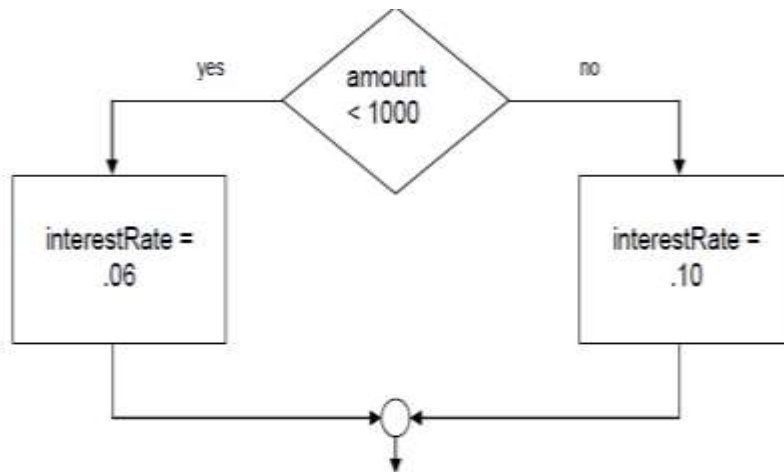 yes
amount
< 1000
no
interestRate =
.06
interestRate =
.10